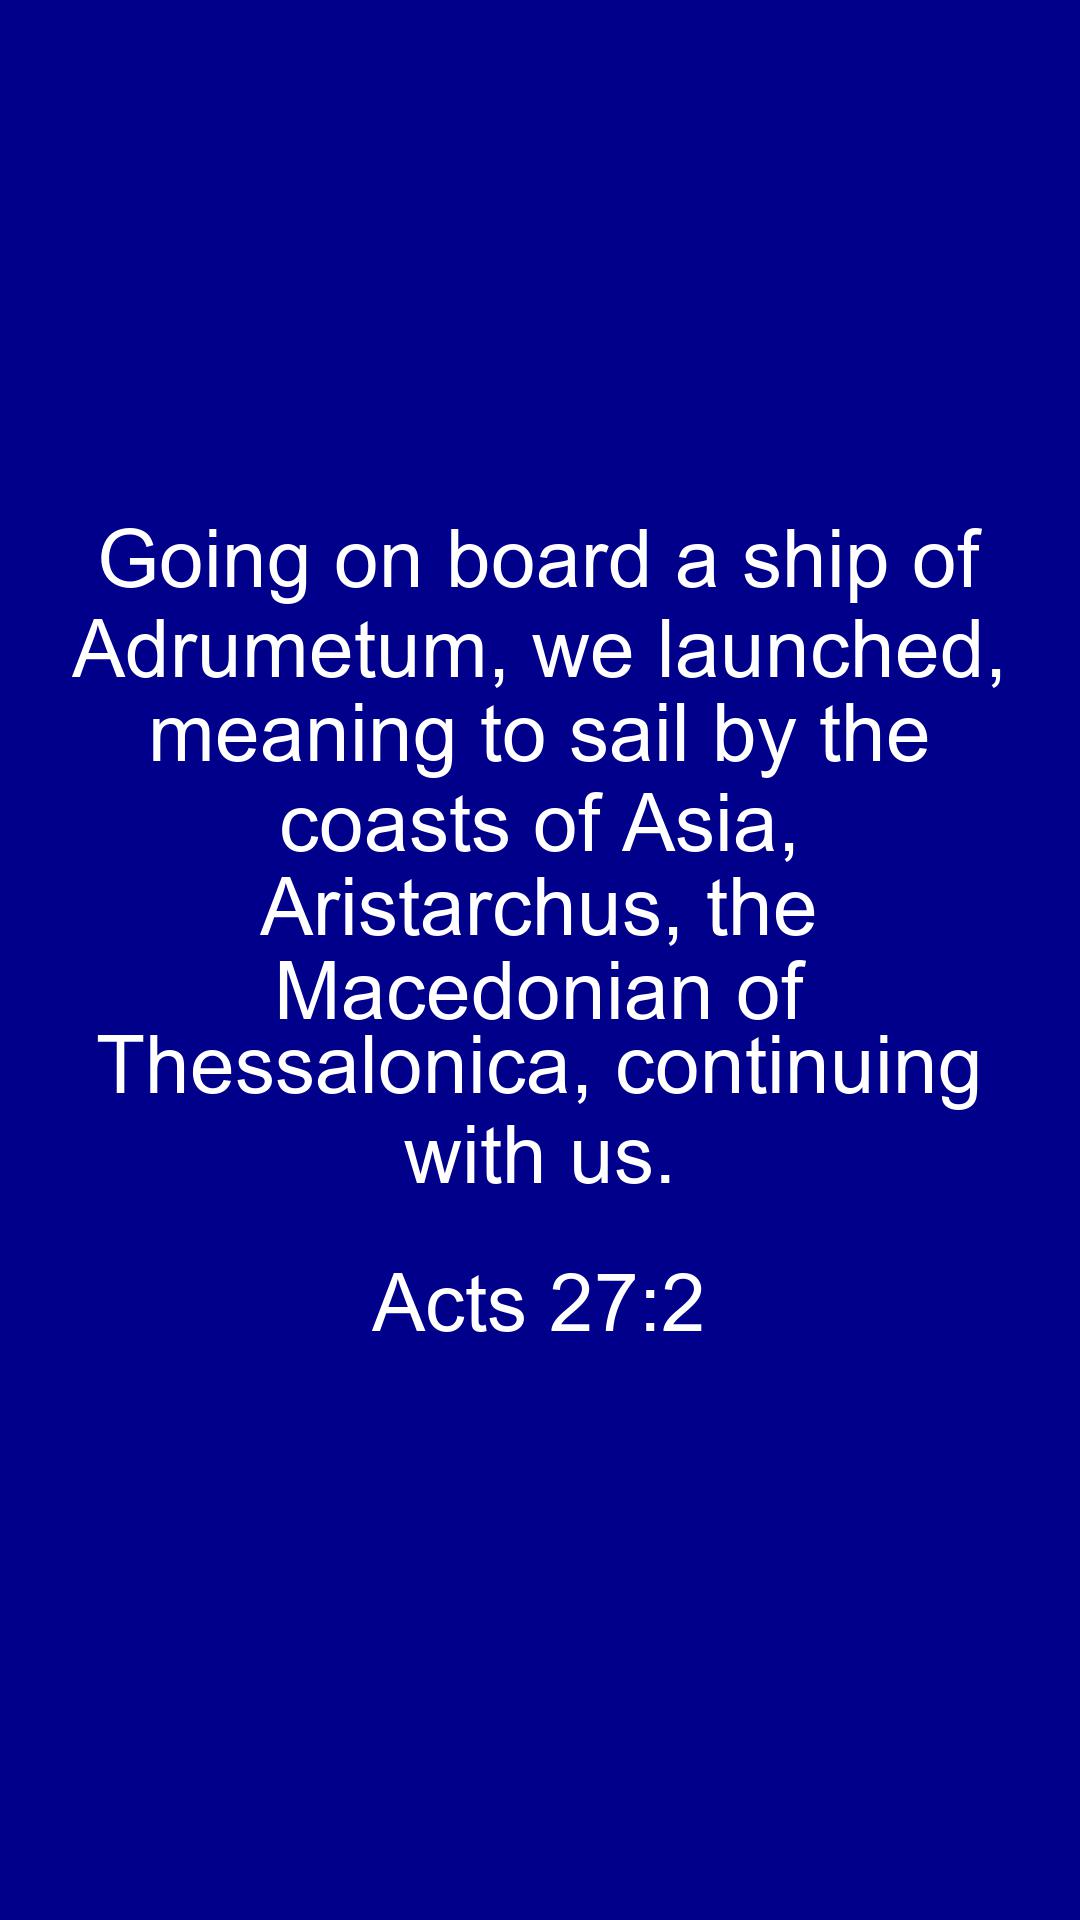 Going on board a ship of
Adrumetum, we launched,
meaning to sail by the
coasts of Asia,
Aristarchus, the
Macedonian of
Thessalonica, continuing
with us.
Acts 27:2